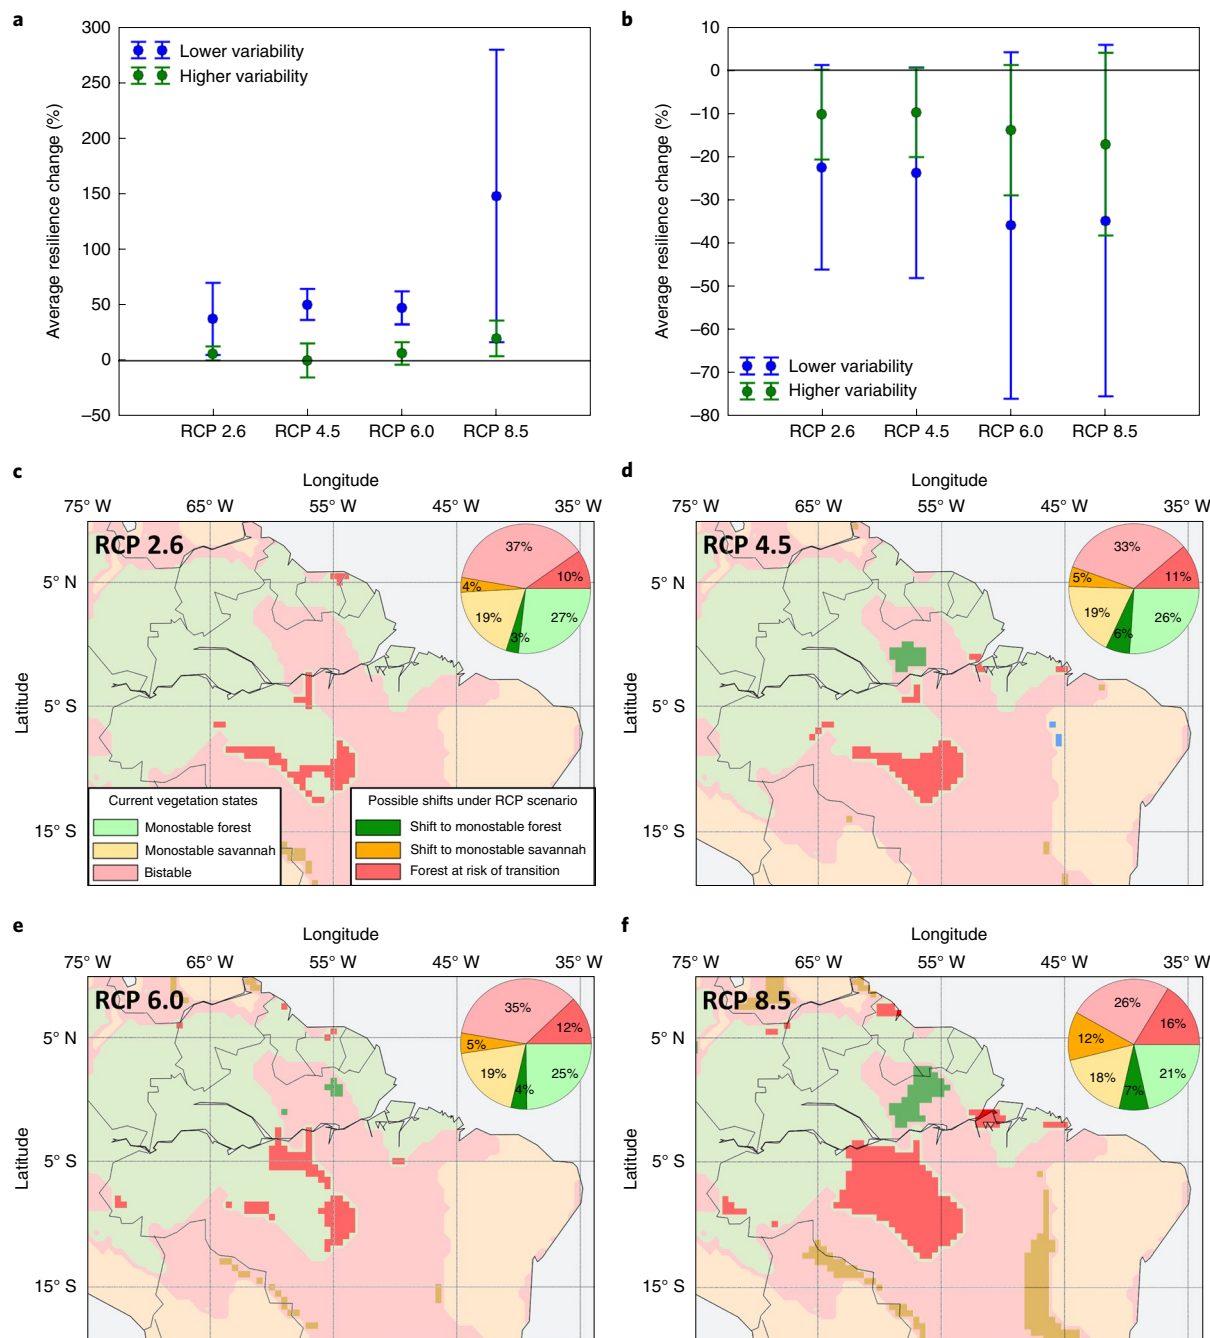 a
300
250
200
150
100
50
0
–50
Average resilience change (%)
Lower variability
Higher variability
RCP 2.6 RCP 4.5 RCP 6.0 RCP 8.5
b
10
0
–10
–20
–30
–40
–50
–60
–70
–80
Average resilience change (%)
Lower variability
Higher variability
RCP 2.6 RCP 4.5 RCP 6.0 RCP 8.5
c
Longitude
75° W 65° W 55° W 45° W 35° W
RCP 2.6
Latitude
5° N
5° S
15° S
37%
10%
4%
19%
3%
27%
Current vegetation states
Monostable forest
Monostable savannah
Bistable
Possible shifts under RCP scenario
Shift to monostable forest
Shift to monostable savannah
Forest at risk of transition
d
Longitude
75° W 65° W 55° W 45° W 35° W
RCP 4.5
Latitude
5° N
5° S
15° S
33%
11%
5%
19%
6%
26%
e
Longitude
75° W 65° W 55° W 45° W 35° W
RCP 6.0
Latitude
5° N
5° S
15° S
35%
12%
5%
19%
4%
25%
f
Longitude
75° W 65° W 55° W 45° W 35° W
RCP 8.5
Latitude
5° N
5° S
15° S
26%
16%
12%
18%
7%
21%